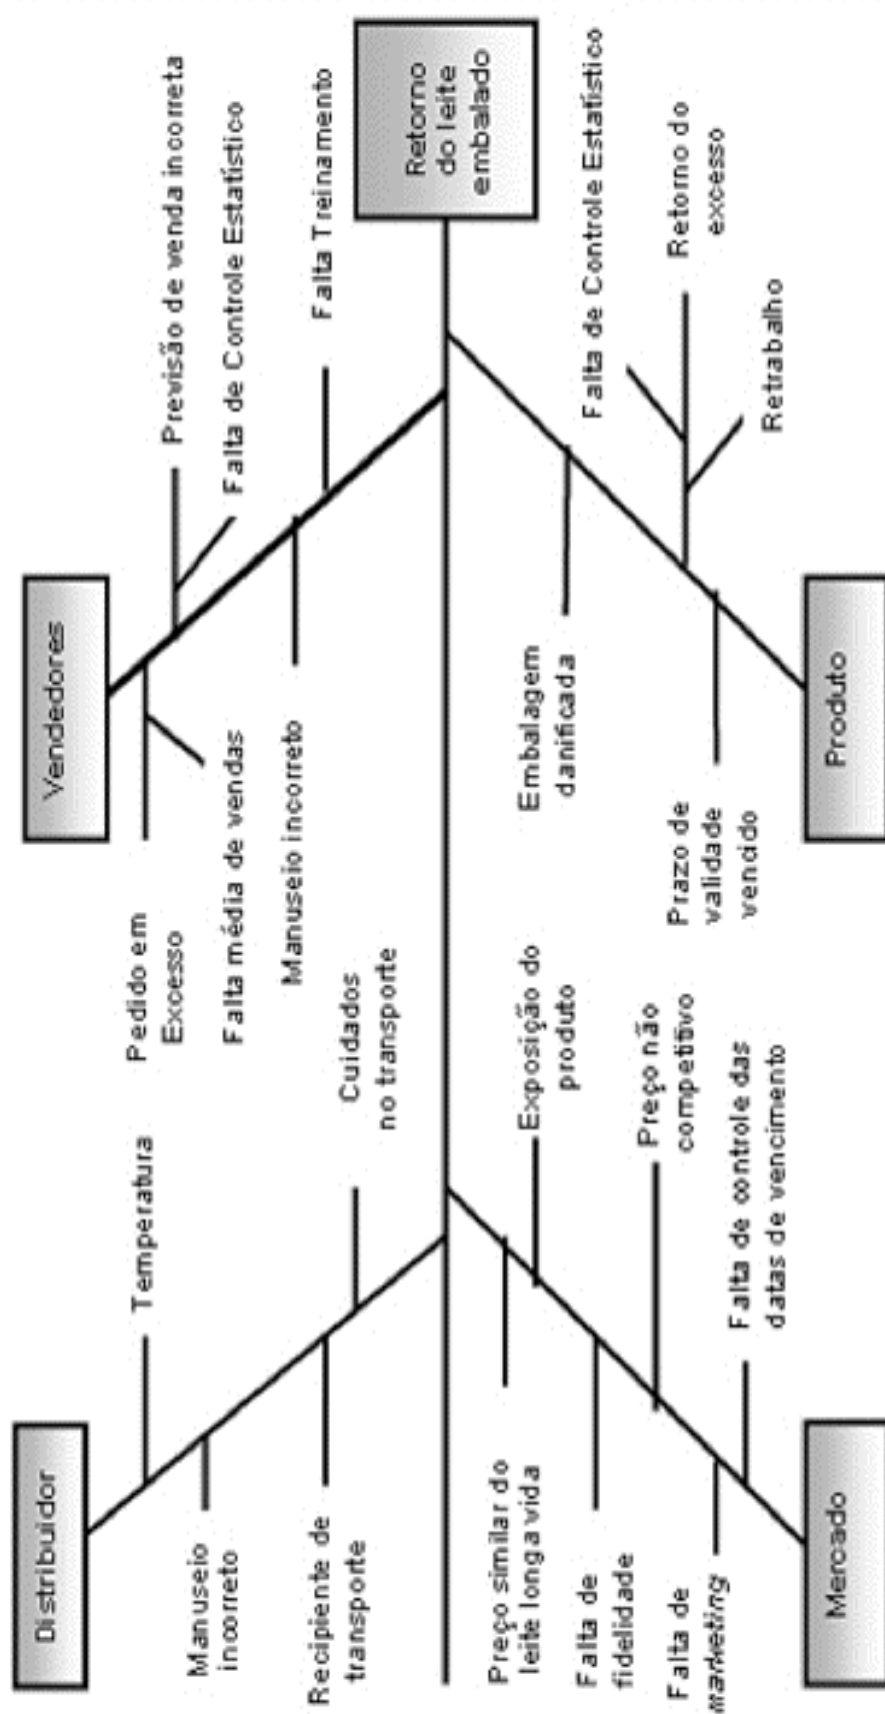 Distribuidor
Temperatura
Manuseio
incorreto
Recipiente de
transporte
Cuidados
no transporte
Vendedores
Pedido em
Excesso
Falta média de vendas
Previsão de venda incorreta
Falta de Controle Estatístico
Manuseio incorreto
Falta Treinamento
Retorno
do leite
embalado
Preço similar do
leite longa vida
Exposição do
produto
Falta de
fidelidade
Preço não
competitivo
Falta de
marketing
Falta de controle das
datas de vencimento
Mercado
Embalagem
danificada
Falta de Controle Estatístico
Retorno do
excesso
Retrabalho
Prazo de
validade
vencido
Produto